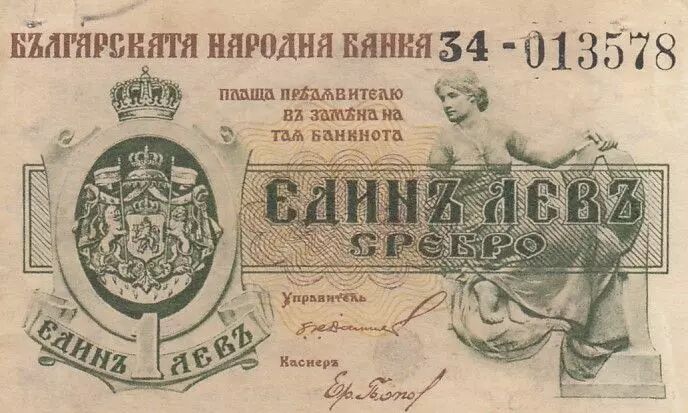 БЪЛГАРСКАТА НАРОДНА БАНКА 34-013578
ПЛАЩА ПРѢДЯВИТЕЛЮ
ВЪ ЗАМѢНА НА
ТАЯ БАНКНОТА
ЕДИНЪ ЛЕВЪ
СРЕБРО
Управитель
Касиеръ
ЕДИНЪ 1 ЛЕВЪ